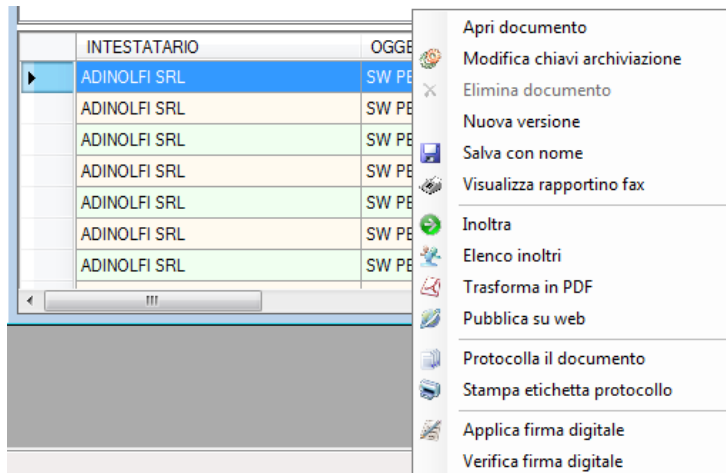 INTESTATARIO OGGE
ADINOLFI SRL SW PE
ADINOLFI SRL SW PE
ADINOLFI SRL SW PE
ADINOLFI SRL SW PE
ADINOLFI SRL SW PE
ADINOLFI SRL SW PE
ADINOLFI SRL SW PE
Apri documento
Modifica chiavi archiviazione
Elimina documento
Nuova versione
Salva con nome
Visualizza rapportino fax
Inoltra
Elenco inoltri
Trasforma in PDF
Pubblica su web
Protocolla il documento
Stampa etichetta protocollo
Applica firma digitale
Verifica firma digitale